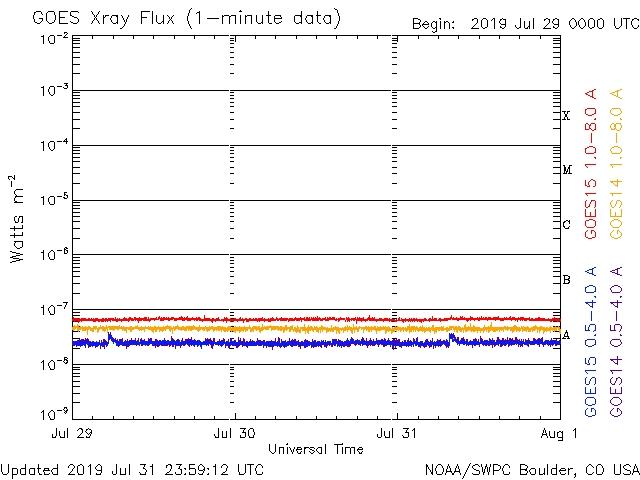 GOES Xray Flux (1-minute data)
Begin: 2019 Jul 29 0000 UTC
10-2
10-3
10-4
10-5
10-6
10-7
10-8
10-9
Watts m-2
X
M
C
B
A
GOES15 1.0-8.0 A
GOES14 1.0-8.0 A
GOES15 0.5-4.0 A
GOES14 0.5-4.0 A
Jul 29
Jul 30
Jul 31
Aug 1
Universal Time
Updated 2019 Jul 31 23:59:12 UTC
NOAA/SWPC Boulder, CO USA